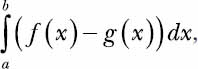 ∫_a^b (f(x) − g(x)) dx,